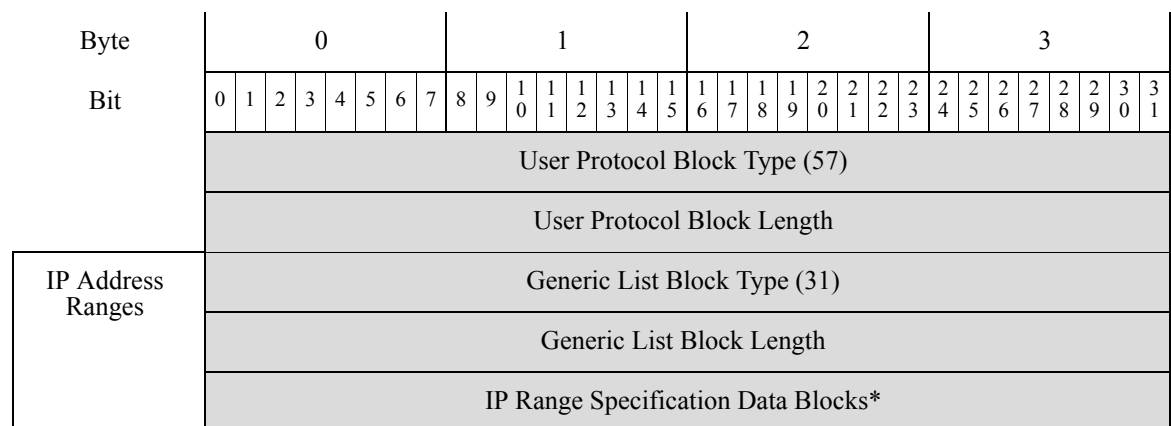 Byte 0 1 2 3
Bit 0 1 2 3 4 5 6 7 8 9 10 11 12 13 14 15 16 17 18 19 20 21 22 23 24 25 26 27 28 29 30 31
User Protocol Block Type (57)
User Protocol Block Length
IP Address
Ranges
Generic List Block Type (31)
Generic List Block Length
IP Range Specification Data Blocks*